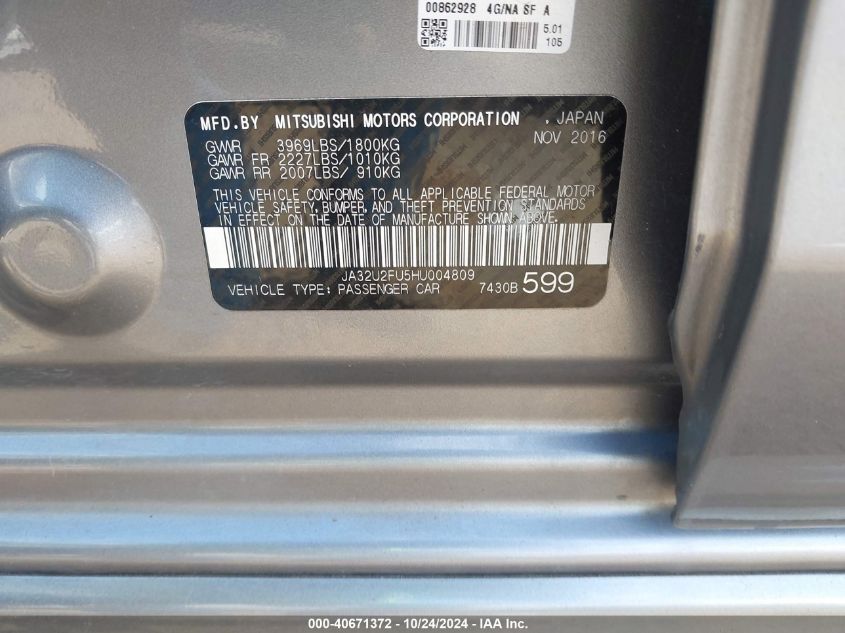 00862928 4G/NA SF A
5.01
105
MFD.BY MITSUBISHI MOTORS CORPORATION , JAPAN
NOV 2016
GVWR 3969LBS/1800KG
GAWR FR 2227LBS/1010KG
GAWR RR 2007LBS/ 910KG
THIS VEHICLE CONFORMS TO ALL APPLICABLE FEDERAL MOTOR
VEHICLE SAFETY, BUMPER, AND THEFT PREVENTION STANDARDS
IN EFFECT ON THE DATE OF MANUFACTURE SHOWN ABOVE.
JA32U2FU5HU004809
VEHICLE TYPE: PASSENGER CAR 7430B 599
000-40671372 - 10/24/2024 - IAA Inc.